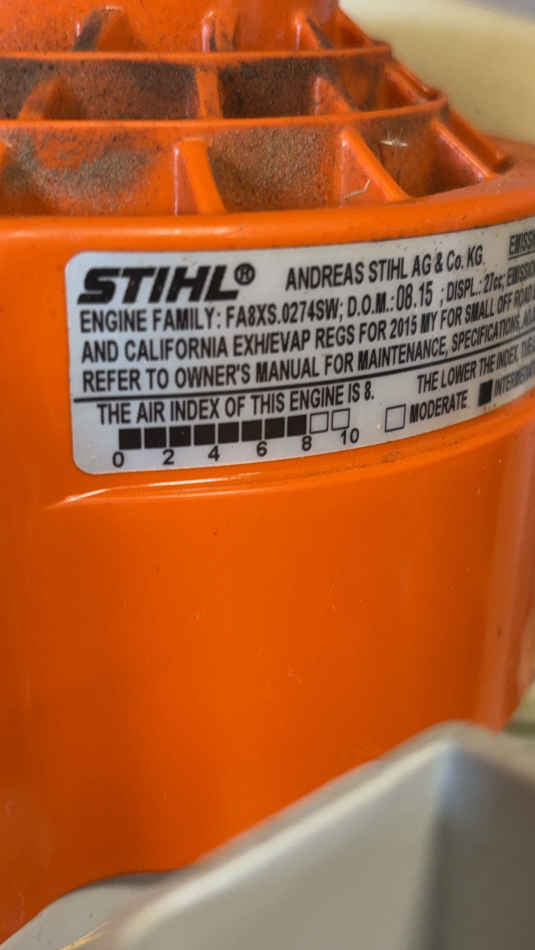 STIHL® ANDREAS STIHL AG & Co. KG
ENGINE FAMILY: FA8XS.0274SW; D.O.M.: 08.15 ; DISPL.: 27cc;
AND CALIFORNIA EXH/EVAP REGS FOR 2015 MY FOR SMALL OFF ROAD
REFER TO OWNER'S MANUAL FOR MAINTENANCE, SPECIFICATIONS,
THE AIR INDEX OF THIS ENGINE IS 8. THE LOWER THE INDEX,
MODERATE
0 2 4 6 8 10